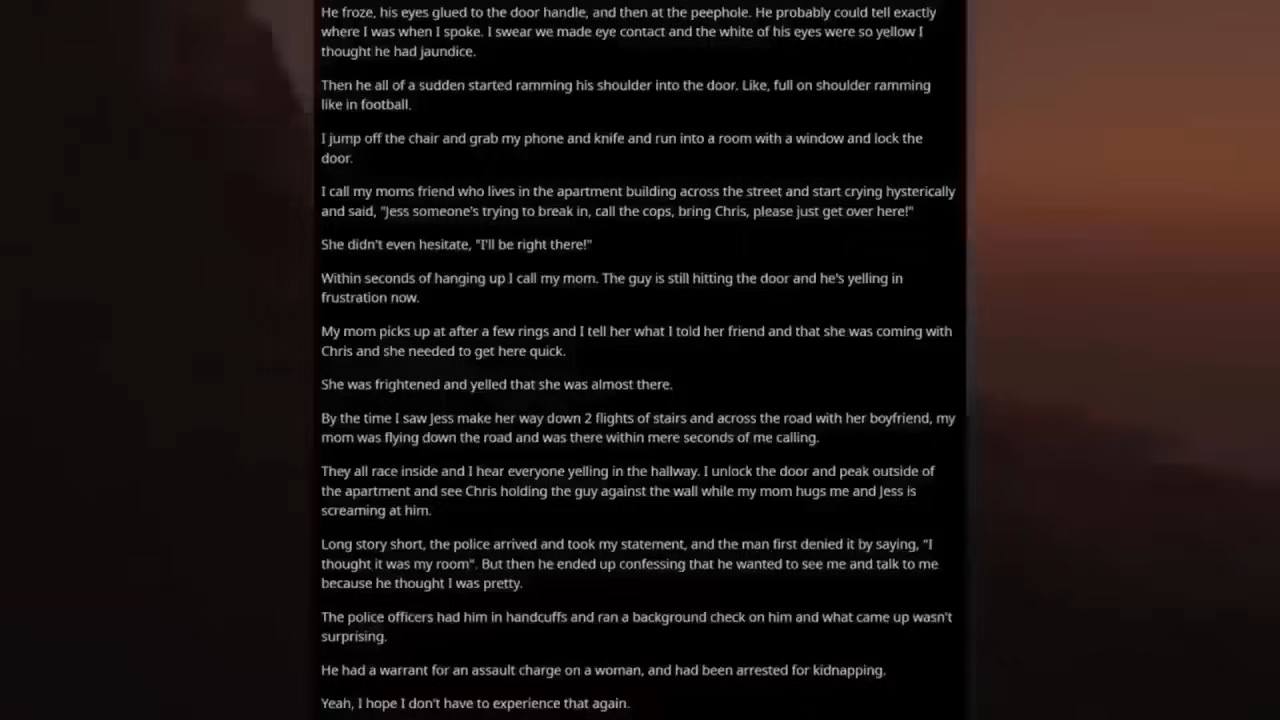 He froze, his eyes glued to the door handle, and then at the peephole. He probably could tell exactly
where I was when I spoke. I swear we made eye contact and the white of his eyes were so yellow I
thought he had jaundice.
Then he all of a sudden started ramming his shoulder into the door. Like, full on shoulder ramming
like in football.
I jump off the chair and grab my phone and knife and run into a room with a window and lock the
door.
I call my moms friend who lives in the apartment building across the street and start crying hysterically
and said, "Jess someone's trying to break in, call the cops, bring Chris, please just get over here!"
She didn't even hesitate, "I'll be right there!"
Within seconds of hanging up I call my mom. The guy is still hitting the door and he's yelling in
frustration now.
My mom picks up at after a few rings and I tell her what I told her friend and that she was coming with
Chris and she needed to get here quick.
She was frightened and yelled that she was almost there.
By the time I saw Jess make her way down 2 flights of stairs and across the road with her boyfriend, my
mom was flying down the road and was there within mere seconds of me calling.
They all race inside and I hear everyone yelling in the hallway. I unlock the door and peak outside of
the apartment and see Chris holding the guy against the wall while my mom hugs me and Jess is
screaming at him.
Long story short, the police arrived and took my statement, and the man first denied it by saying, "I
thought it was my room". But then he ended up confessing that he wanted to see me and talk to me
because he thought I was pretty.
The police officers had him in handcuffs and ran a background check on him and what came up wasn't
surprising.
He had a warrant for an assault charge on a woman, and had been arrested for kidnapping.
Yeah, I hope I don't have to experience that again.